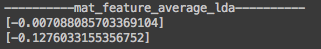 ----------mat_feature_average_lda----------
[-0.007088085703369104]
[-0.1276033155356752]